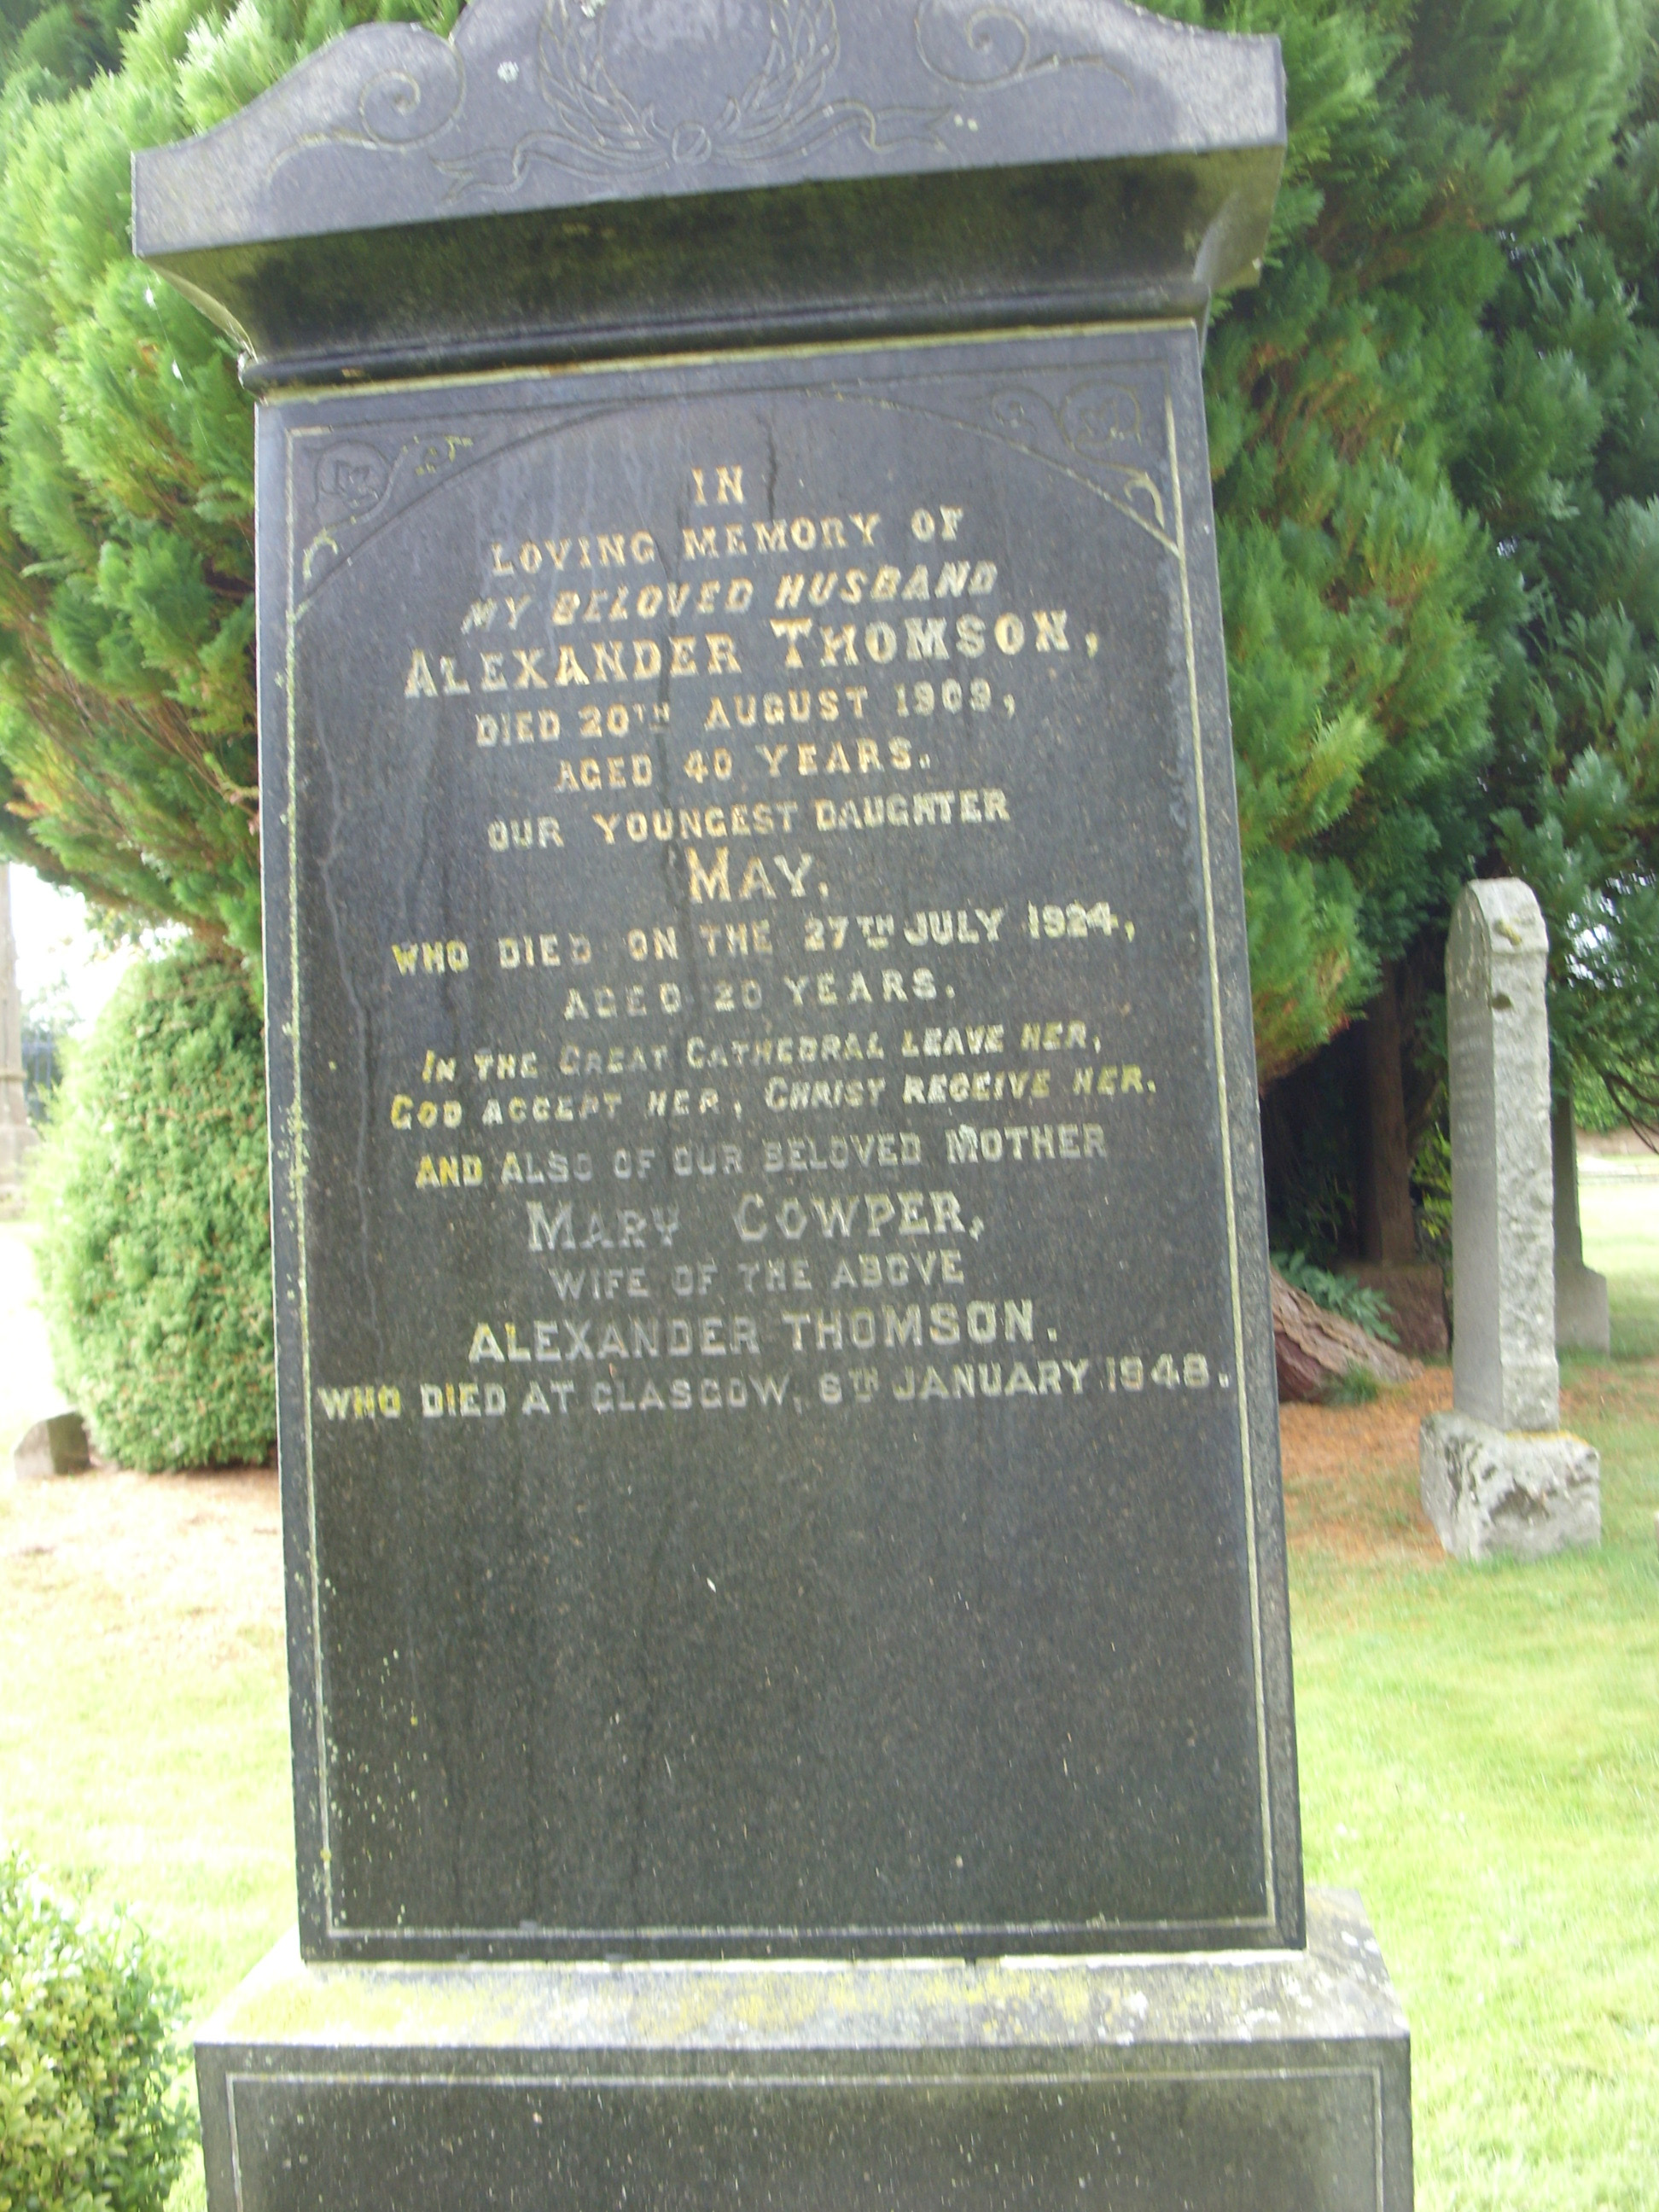 IN
LOVING MEMORY OF
MY BELOVED HUSBAND
ALEXANDER THOMSON,
DIED 20TH AUGUST 1909,
AGED 40 YEARS.
OUR YOUNGEST DAUGHTER
MAY,
WHO DIED ON THE 27TH JULY 1924,
AGED 20 YEARS.
IN THE GREAT CATHEDRAL LEAVE HER,
GOD ACCEPT HER, CHRIST RECEIVE HER.
AND ALSO OF OUR BELOVED MOTHER
MARY COWPER,
WIFE OF THE ABOVE
ALEXANDER THOMSON.
WHO DIED AT GLASGOW, JANUARY 1948.